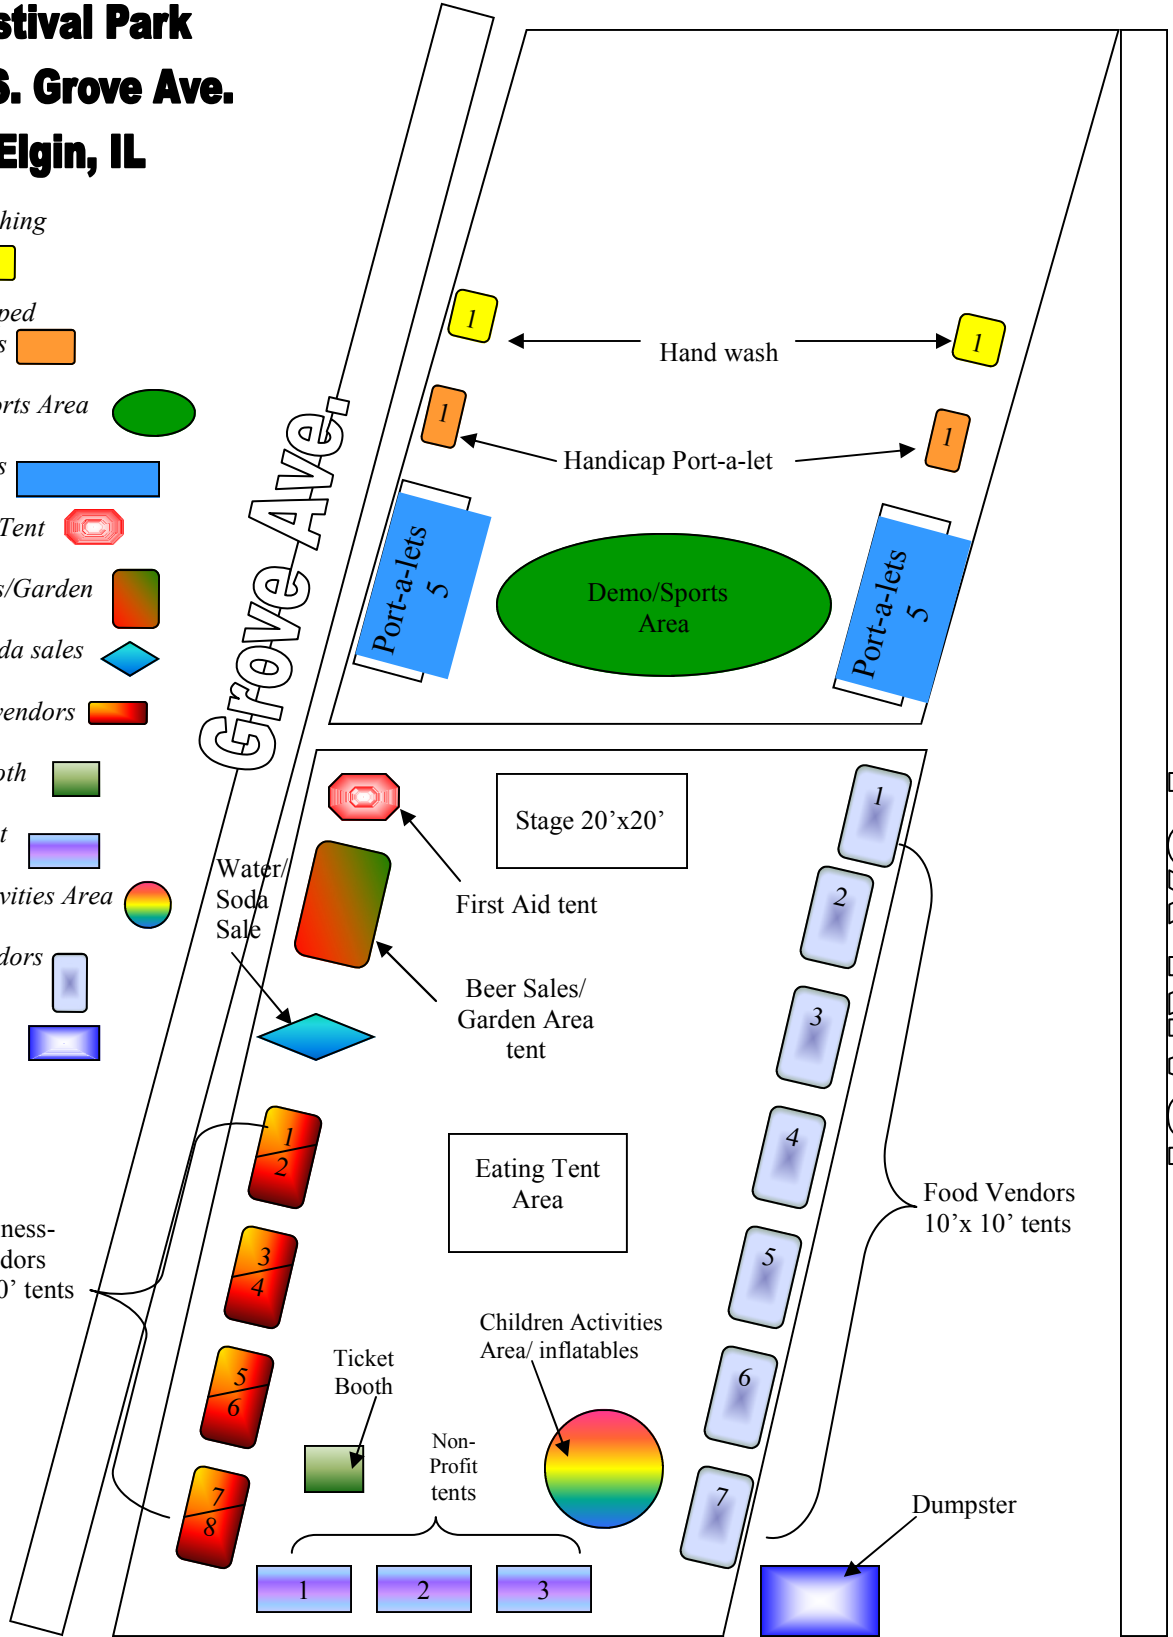 stival Park
S. Grove Ave.
Elgin, IL
hing
ped
s
orts Area
s
Tent
s/Garden
da sales
vendors
oth
t
vities Area
dors
Grove Ave.
1
1
Hand wash
1
1
Handicap Port-a-let
Port-a-lets
5
Demo/Sports
Area
Port-a-lets
5
Stage 20’x20’
First Aid tent
Water/
Soda
Sale
Beer Sales/
Garden Area
tent
Eating Tent
Area
1
2
3
4
5
6
7
Food Vendors
10’x 10’ tents
1
2
3
4
5
6
7
8
ness-
dors
0’ tents
Ticket
Booth
Children Activities
Area/ inflatables
Non-
Profit
tents
1
2
3
Dumpster